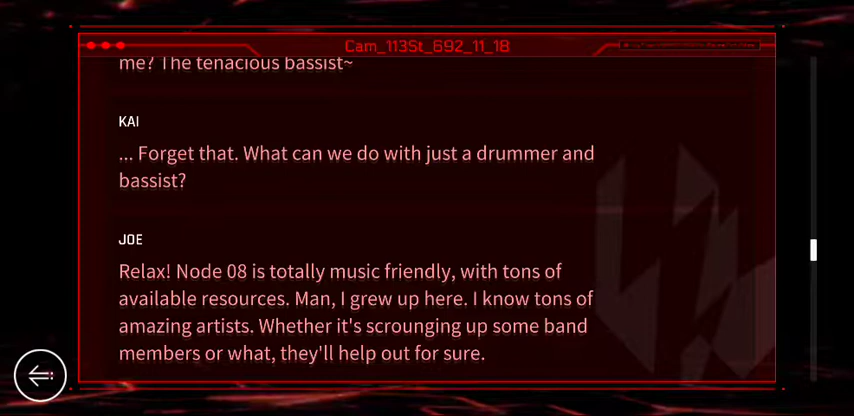 Cam_113St_692_11_18
me? The tenacious bassist~
KAI
... Forget that. What can we do with just a drummer and
bassist?
JOE
Relax! Node 08 is totally music friendly, with tons of
available resources. Man, I grew up here. I know tons of
amazing artists. Whether it's scrounging up some band
members or what, they'll help out for sure.